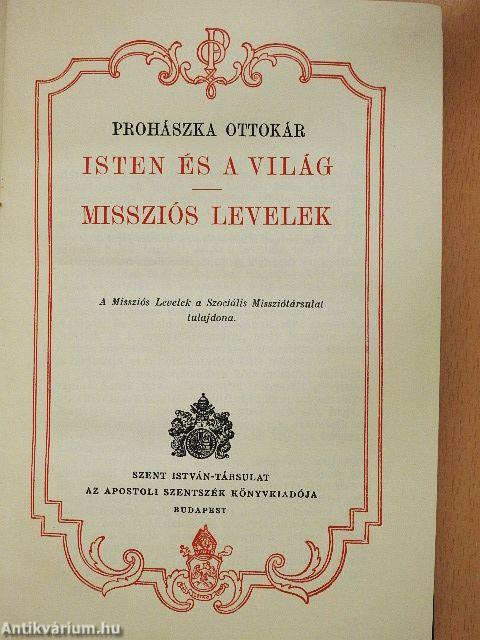 PROHÁSZKA OTTOKÁR
ISTEN ÉS A VILÁG
MISSZIÓS LEVELEK
A Missziós Levelek a Szociális Missziótársulat
tulajdona.
SZENT ISTVÁN-TÁRSULAT
AZ APOSTOLI SZENTSZÉK KÖNYVKIADÓJA
BUDAPEST
Antikvárium.hu